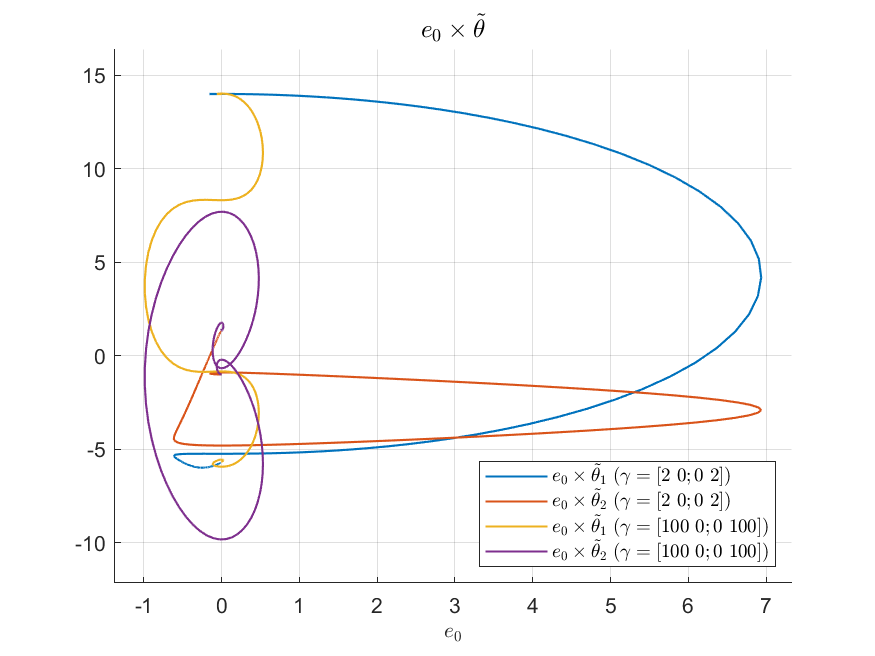 e₀ × θ̃
15
10
5
0
-5
-10
-1 0 1 2 3 4 5 6 7
e₀
e₀ × θ̃₁ (γ = [2 0; 0 2])
e₀ × θ̃₂ (γ = [2 0; 0 2])
e₀ × θ̃₁ (γ = [100 0; 0 100])
e₀ × θ̃₂ (γ = [100 0; 0 100])